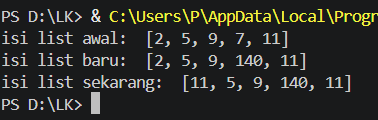 PS D:\LK> & C:\Users\P\AppData\Local\Progr
isi list awal:  [2, 5, 9, 7, 11]
isi list baru:  [2, 5, 9, 140, 11]
isi list sekarang:  [11, 5, 9, 140, 11]
PS D:\LK>